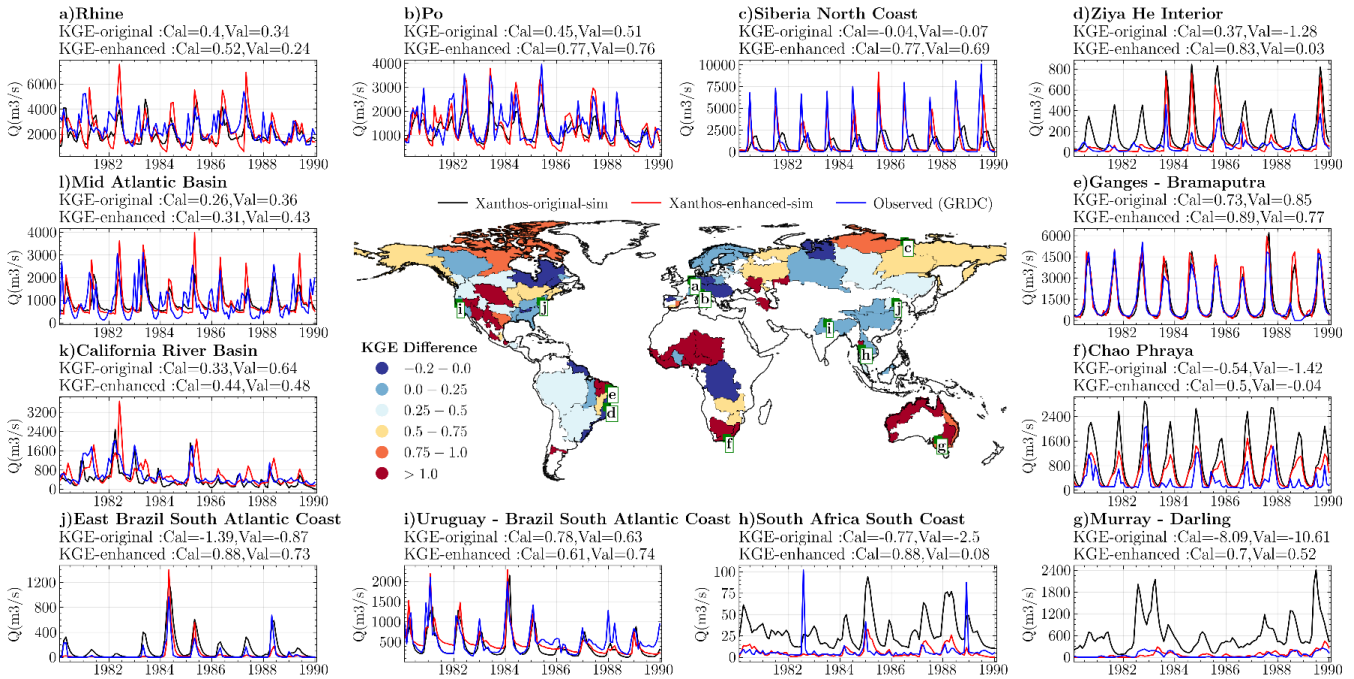 a)Rhine
KGE-original :Cal=0.4,Val=0.34
KGE-enhanced :Cal=0.52,Val=0.24
Q(m3/s)
6000
4000
2000
1982 1984 1986 1988 1990
b)Po
KGE-original :Cal=0.45,Val=0.51
KGE-enhanced :Cal=0.77,Val=0.76
4000
3000
2000
1000
1982 1984 1986 1988 1990
c)Siberia North Coast
KGE-original :Cal=-0.04,Val=-0.07
KGE-enhanced :Cal=0.77,Val=0.69
10000
7500
5000
2500
0
1982 1984 1986 1988 1990
d)Ziya He Interior
KGE-original :Cal=0.37,Val=-1.28
KGE-enhanced :Cal=0.83,Val=0.03
Q(m3/s)
800
600
400
200
0
1982 1984 1986 1988 1990
l)Mid Atlantic Basin
KGE-original :Cal=0.26,Val=0.36
KGE-enhanced :Cal=0.31,Val=0.43
Q(m3/s)
4000
3000
2000
1000
0
1982 1984 1986 1988 1990
Xanthos-original-sim Xanthos-enhanced-sim Observed (GRDC)
c
a
b
i
j
j
i
h
e
d
f
g
KGE Difference
−0.2 − 0.0
0.0 − 0.25
0.25 − 0.5
0.5 − 0.75
0.75 − 1.0
> 1.0
e)Ganges - Bramaputra
KGE-original :Cal=0.73,Val=0.85
KGE-enhanced :Cal=0.89,Val=0.77
Q(m3/s)
6000
4500
3000
1500
0
1982 1984 1986 1988 1990
k)California River Basin
KGE-original :Cal=0.33,Val=0.64
KGE-enhanced :Cal=0.44,Val=0.48
Q(m3/s)
3600
2400
1600
800
0
1982 1984 1986 1988 1990
f)Chao Phraya
KGE-original :Cal=-0.54,Val=-1.42
KGE-enhanced :Cal=0.5,Val=-0.04
Q(m3/s)
2400
1600
800
0
1982 1984 1986 1988 1990
j)East Brazil South Atlantic Coast
KGE-original :Cal=-1.39,Val=-0.87
KGE-enhanced :Cal=0.88,Val=0.73
Q(m3/s)
1200
800
400
0
1982 1984 1986 1988 1990
i)Uruguay - Brazil South Atlantic Coast
KGE-original :Cal=0.78,Val=0.63
KGE-enhanced :Cal=0.61,Val=0.74
2000
1500
1000
500
1982 1984 1986 1988 1990
h)South Africa South Coast
KGE-original :Cal=-0.77,Val=-2.5
KGE-enhanced :Cal=0.88,Val=0.08
100
75
50
25
0
1982 1984 1986 1988 1990
g)Murray - Darling
KGE-original :Cal=-8.09,Val=-10.61
KGE-enhanced :Cal=0.7,Val=0.52
Q(m3/s)
2400
1800
1200
600
0
1982 1984 1986 1988 1990